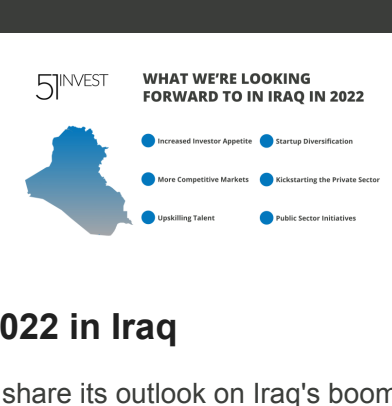 51INVEST
WHAT WE'RE LOOKING
FORWARD TO IN IRAQ IN 2022
Increased Investor Appetite
Startup Diversification
More Competitive Markets
Kickstarting the Private Sector
Upskilling Talent
Public Sector Initiatives
022 in Iraq
share its outlook on Iraq's boom